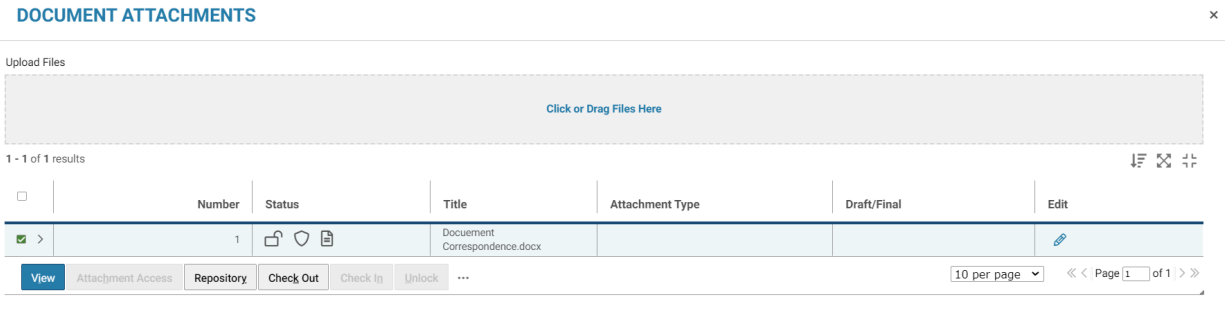 DOCUMENT ATTACHMENTS
×
Upload Files
Click or Drag Files Here
1 - 1 of 1 results
Number Status Title Attachment Type Draft/Final Edit
1 Docuement
Correspondence.docx
View Attachment Access Repository Check Out Check In Unlock ... 10 per page Page 1 of 1